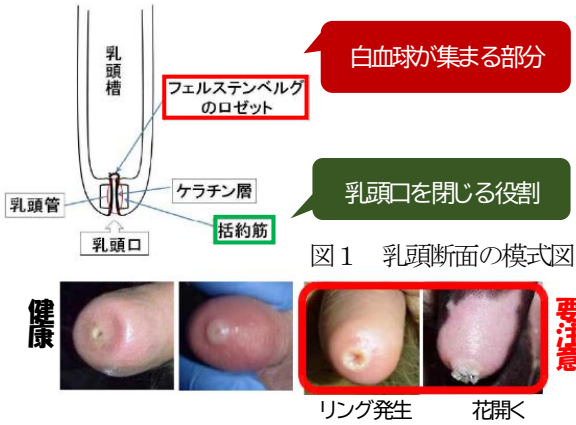 乳頭槽
フェルステンベルグ
のロゼット
白血球が集まる部分
ケラチン層
乳頭管
括約筋
乳頭口
乳頭口を閉じる役割
図1 乳頭断面の模式図
健康
要注意
リング発生
花開く